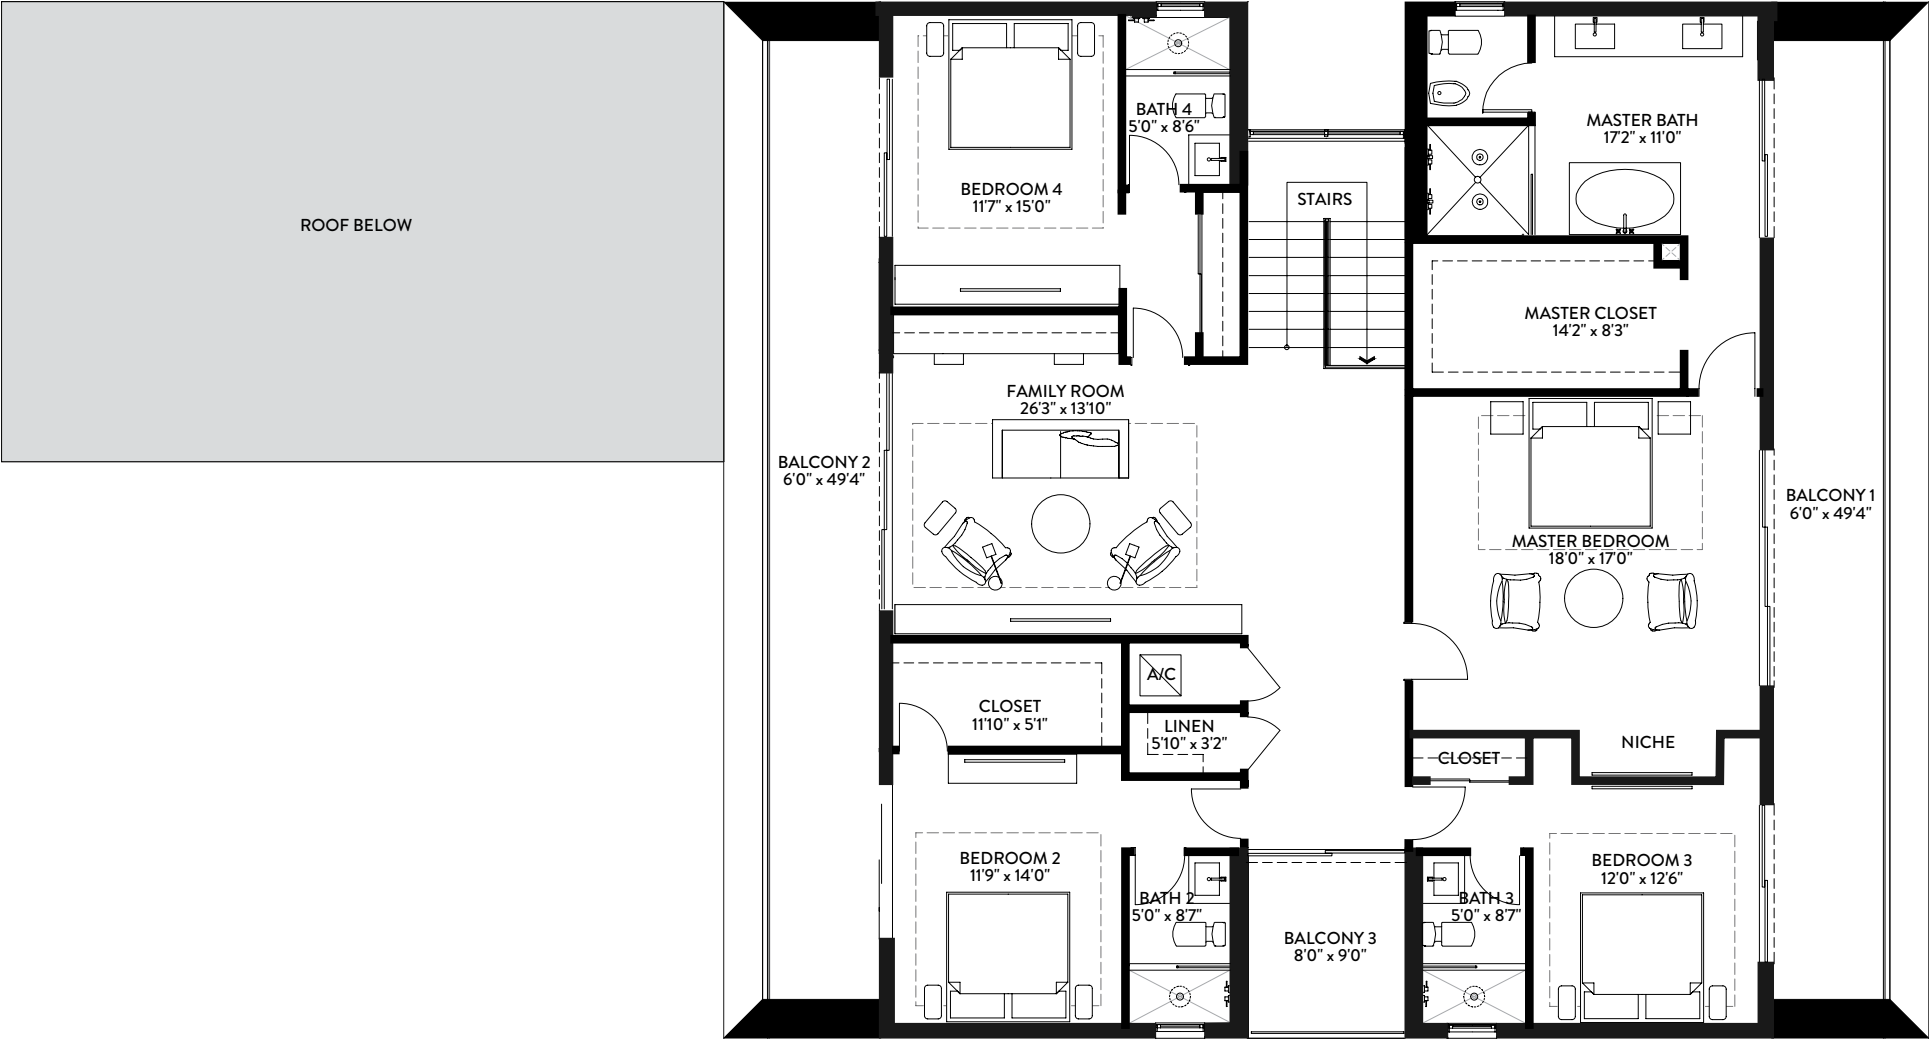 ROOF BELOW
BALCONY 2
6'0" x 49'4"
BEDROOM 4
11'7" x 15'0"
BATH 4
5'0" x 8'6"
STAIRS
MASTER BATH
17'2" x 11'0"
MASTER CLOSET
14'2" x 8'3"
FAMILY ROOM
26'3" x 13'10"
MASTER BEDROOM
18'0" x 17'0"
BALCONY 1
6'0" x 49'4"
A/C
CLOSET
11'10" x 5'1"
LINEN
5'10" x 3'2"
CLOSET
NICHE
BEDROOM 2
11'9" x 14'0"
BATH 2
5'0" x 8'7"
BALCONY 3
8'0" x 9'0"
BATH 3
5'0" x 8'7"
BEDROOM 3
12'0" x 12'6"